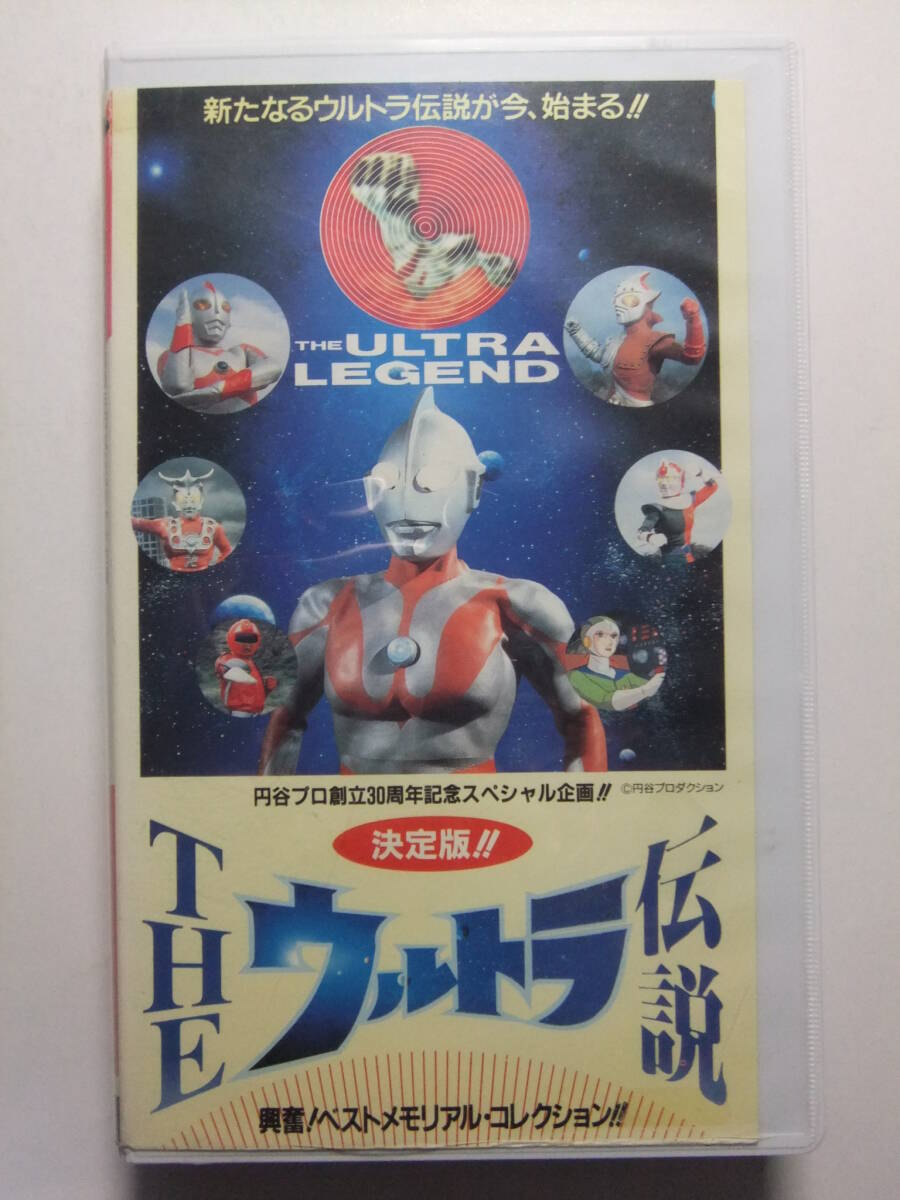 新たなるウルトラ伝説が今、始まる!!
THE ULTRA
LEGEND
円谷プロ創立30周年記念スペシャル企画!!
©円谷プロダクション
決定版!!
THE
ウルトラ
伝説
興奮!ベストメモリアル・コレクション!!